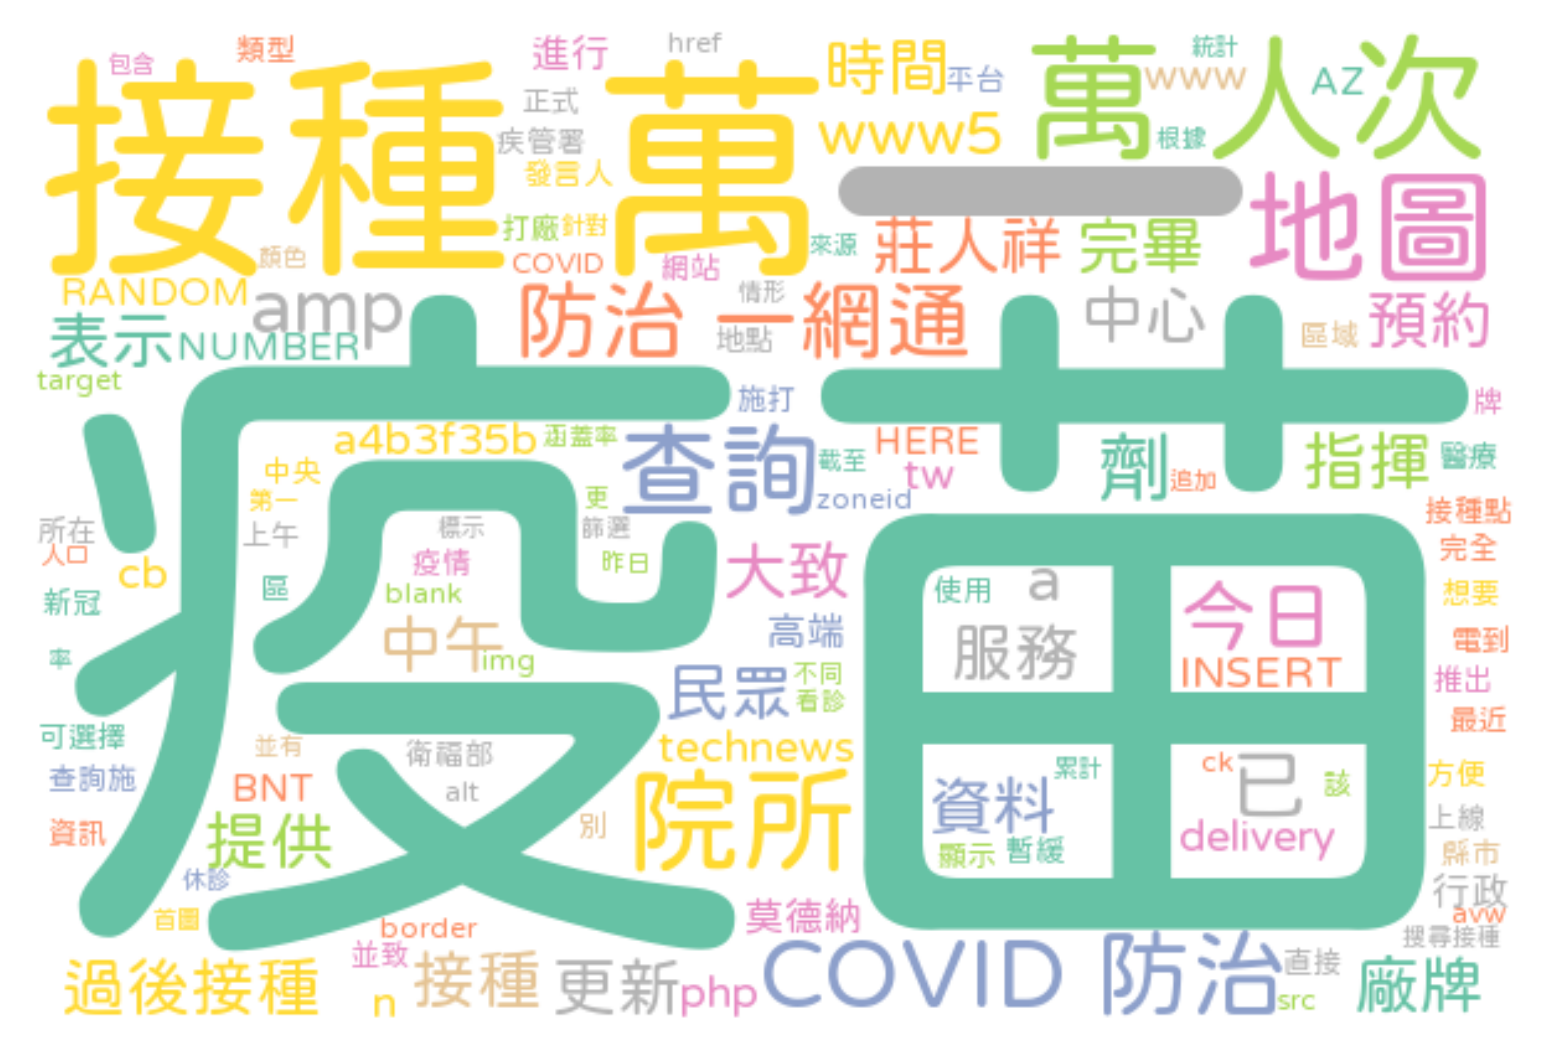 包含 類型 進行 href 時間 平台 萬人次 統計 www AZ
接種 萬 正式 疾管署 發言人 www5 根據
一 地圖
打廠 針對 來源 莊人祥 完畢
顏色 COVID 網站
RANDOM amp 防治 一網通 情形 地點 中心 區域 預約
表示 NUMBER
target 疫苗 施打 牌
a4b3f35b 涵蓋率 查詢 截至 HERE tw 劑 追加 指揮 醫療
中央 第一 更 zoneid 接種點
所在 人口 上午 標示 篩選 昨日 大致 完全
cb 疫情 使用 a 今日 想要
新冠 區 blank 高端 服務 INSERT 電到
率 中午 img 民眾 不同 看診 推出
可選擇 並有 衛福部 technews 累計 ck 已 該 最近
查詢施 BNT alt 院所 資料 方便
資訊 提供 別 顯示 暫緩 delivery 上線 縣市
休診 行政
首圖 border 莫德納 avw
並致 搜尋接種
過後接種 n 接種 更新 php COVID 防治 直接 src 廠牌